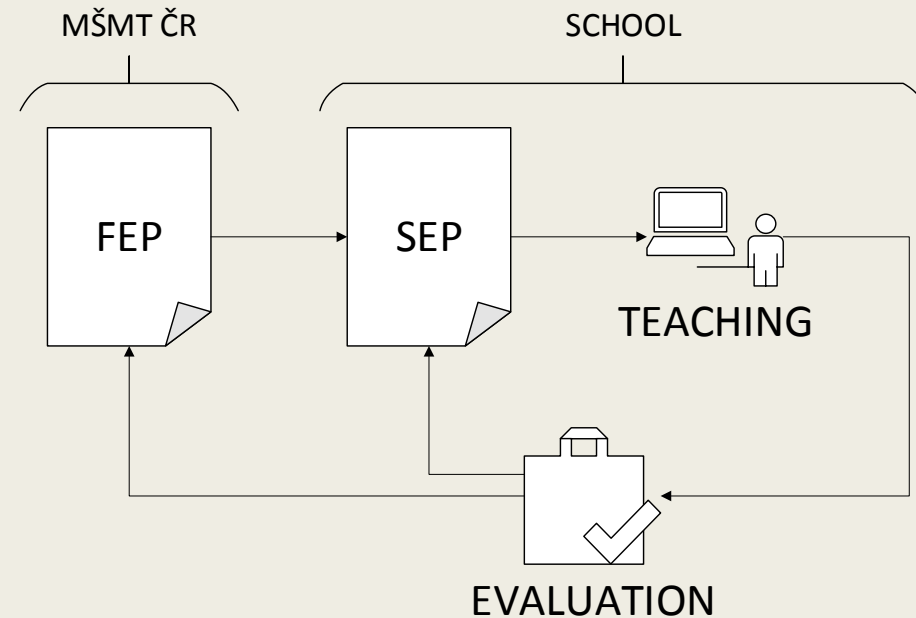 MŠMT ČR
SCHOOL
FEP
SEP
TEACHING
EVALUATION